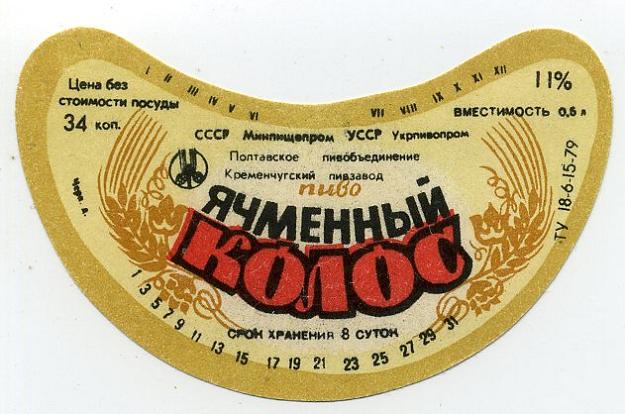 I II III IV V VI VII VIII IX X XI XII
Цена без
стоимости посуды
34 коп.
11%
вместимость 0,5 л
СССР Минпищепром УССР Укрпивопром
Полтавское пивобъединение
Кременчугский пивзавод
пиво
ЯЧМЕННЫЙ
КОЛОС
СРОК ХРАНЕНИЯ 8 СУТОК
1 3 5 7 9 11 13 15 17 19 21 23 25 27 29 31
ТУ 18-6-15-79